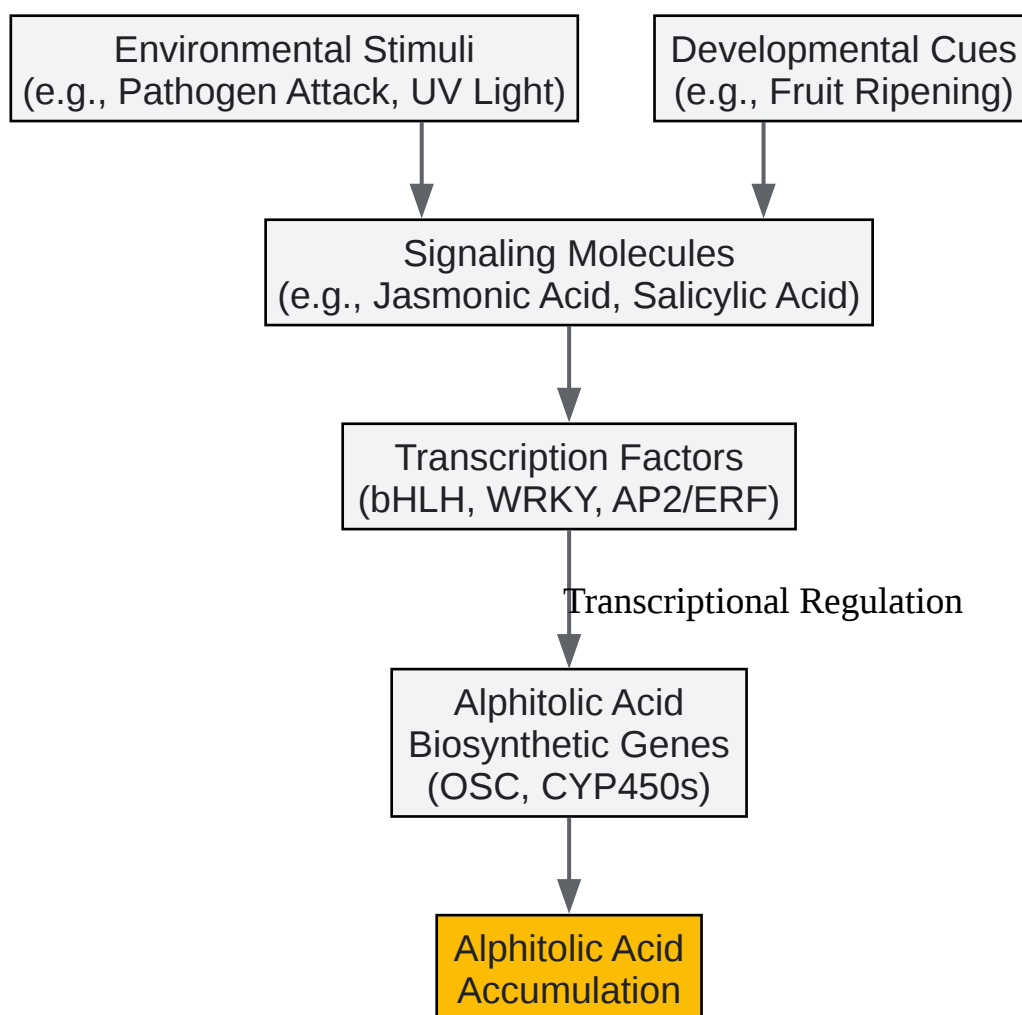 Environmental Stimuli
(e.g., Pathogen Attack, UV Light)
Developmental Cues
(e.g., Fruit Ripening)
Signaling Molecules
(e.g., Jasmonic Acid, Salicylic Acid)
Transcription Factors
(bHLH, WRKY, AP2/ERF)
Transcriptional Regulation
Alphitolic Acid
Biosynthetic Genes
(OSC, CYP450s)
Alphitolic Acid
Accumulation